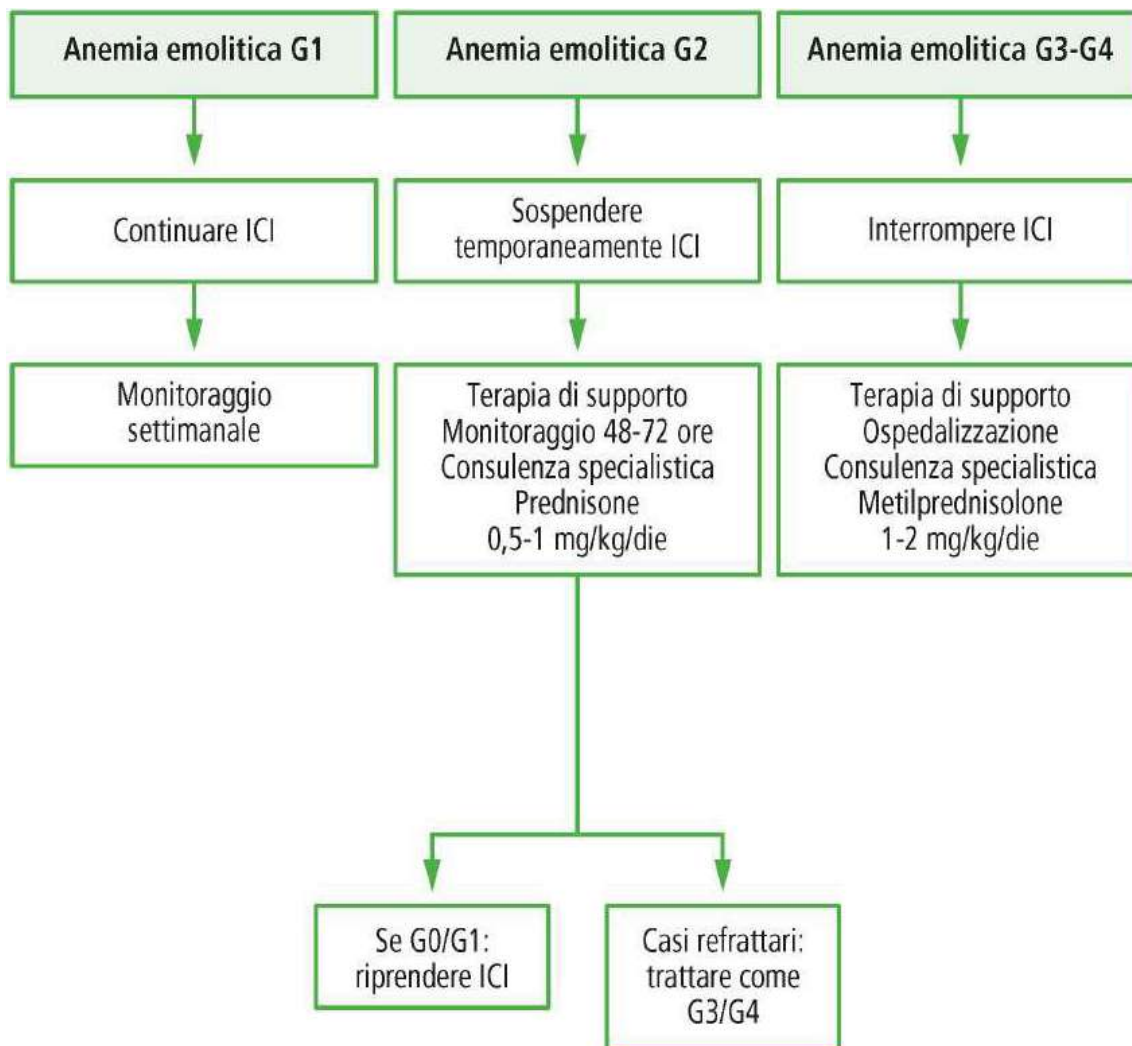 Anemia emolitica G1
Anemia emolitica G2
Anemia emolitica G3-G4
Continuare ICI
Sospendere
temporaneamente ICI
Interrompere ICI
Monitoraggio
settimanale
Terapia di supporto
Monitoraggio 48-72 ore
Consulenza specialistica
Prednisone
0,5-1 mg/kg/die
Terapia di supporto
Ospedalizzazione
Consulenza specialistica
Metilprednisolone
1-2 mg/kg/die
Se G0/G1:
riprendere ICI
Casi refrattari:
trattare come
G3/G4